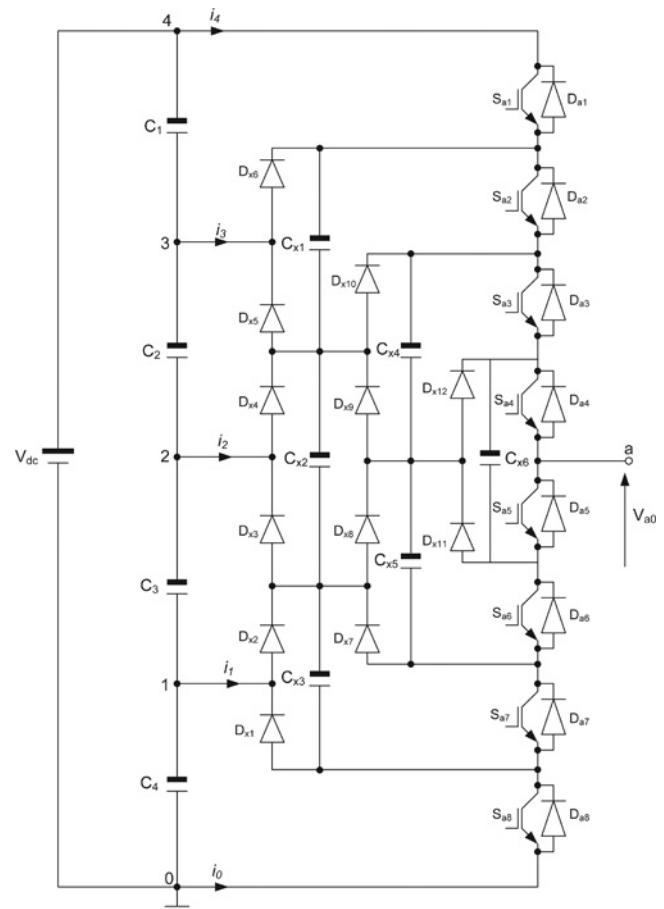 4
i4
Sa1
Da1
C1
Dx6
Sa2
Da2
3
i3
Cx1
Dx10
Sa3
Da3
Dx5
C2
Cx4
Dx12
Dx4
Dx9
Sa4
Da4
Vdc
2
i2
Cx2
Cx6
a
Va0
Dx3
Dx8
Dx11
Sa5
Da5
C3
Cx5
Dx2
Dx7
Sa6
Da6
1
i1
Cx3
Sa7
Da7
Dx1
C4
Sa8
Da8
0
i0